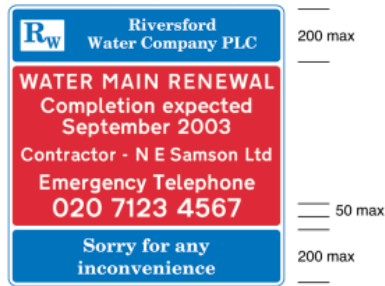 RW
Riversford
Water Company PLC
200 max
WATER MAIN RENEWAL
Completion expected
September 2003
Contractor - N E Samson Ltd
Emergency Telephone
020 7123 4567
50 max
Sorry for any
inconvenience
200 max